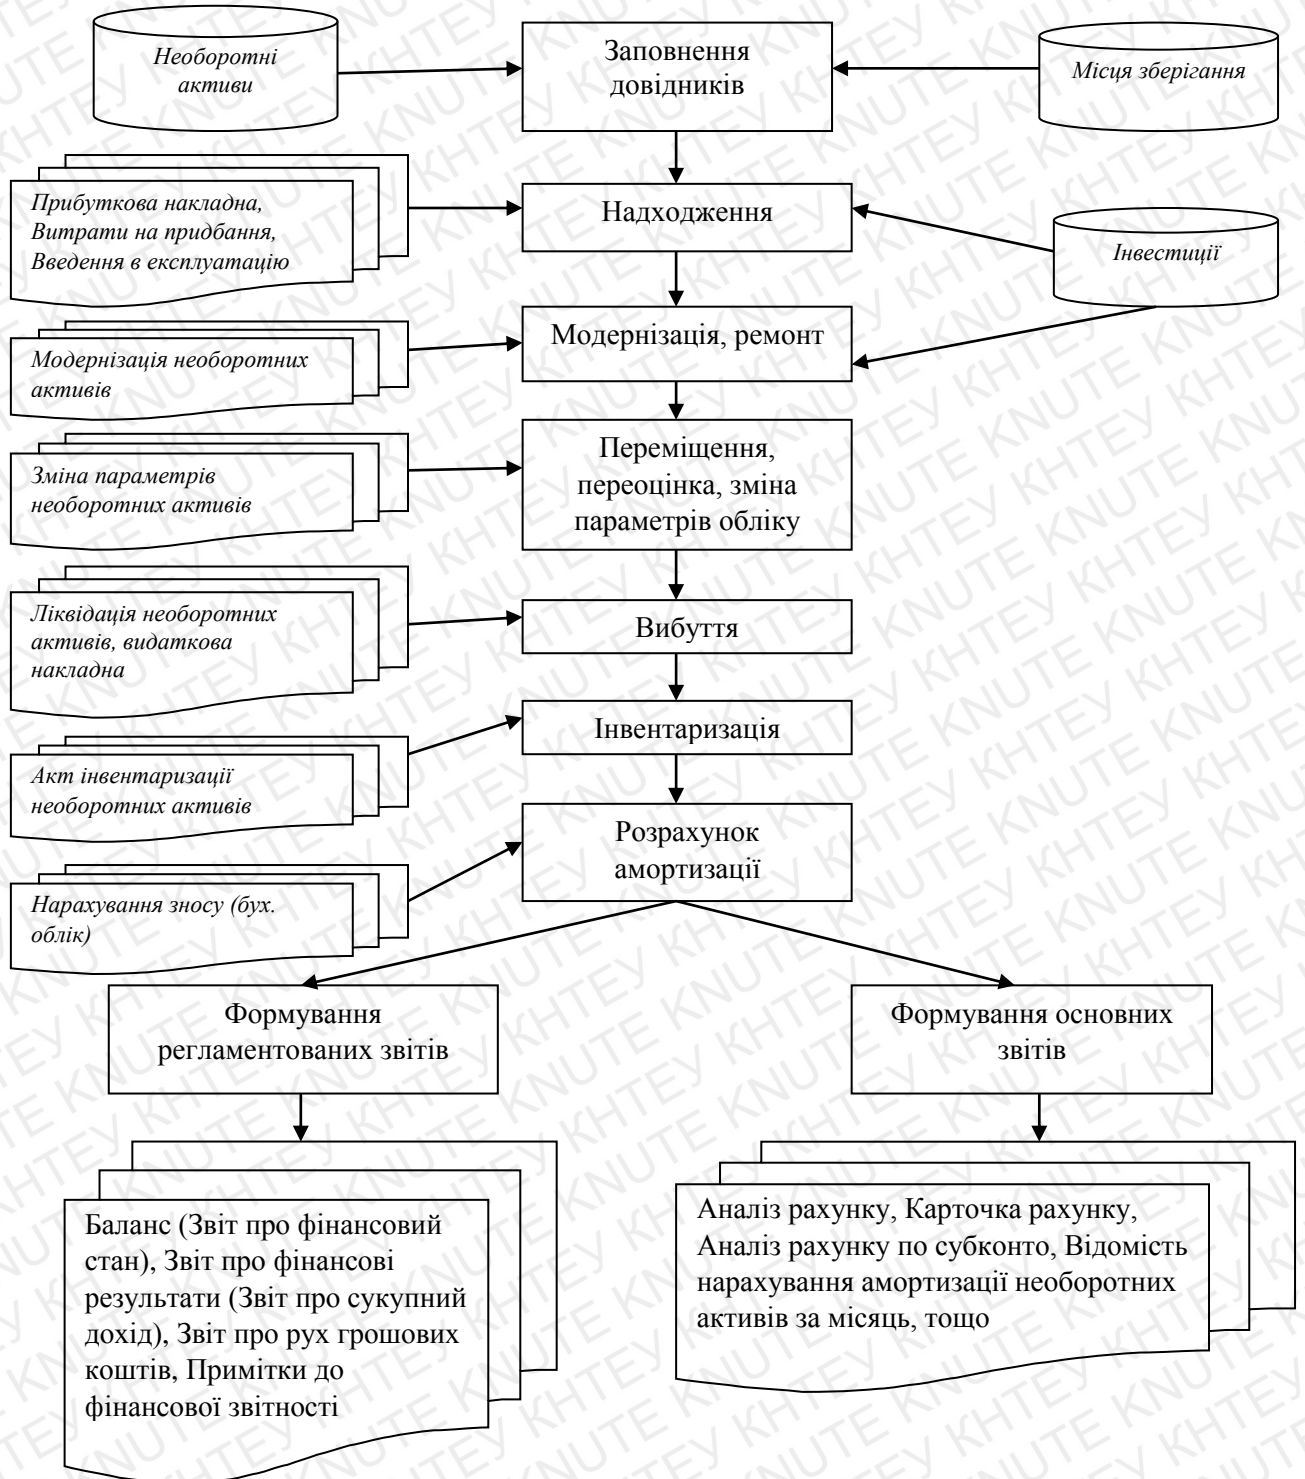 Необоротні
активи
Заповнення
довідників
Місця зберігання
Прибуткова накладна,
Витрати на придбання,
Введення в експлуатацію
Надходження
Інвестиції
Модернізація необоротних
активів
Модернізація, ремонт
Зміна параметрів
необоротних активів
Переміщення,
переоцінка, зміна
параметрів обліку
Ліквідація необоротних
активів, видаткова
накладна
Вибуття
Акт інвентаризації
необоротних активів
Інвентаризація
Нарахування зносу (бух.
облік)
Розрахунок
амортизації
Формування
регламентованих звітів
Формування основних
звітів
Баланс (Звіт про фінансовий
стан), Звіт про фінансові
результати (Звіт про сукупний
дохід), Звіт про рух грошових
коштів, Примітки до
фінансової звітності
Аналіз рахунку, Карточка рахунку,
Аналіз рахунку по субконто, Відомість
нарахування амортизації необоротних
активів за місяць, тощо